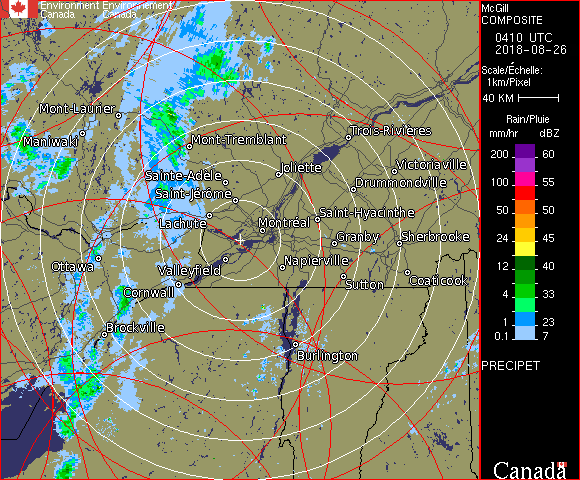 Environment Environnement
Canada Canada
McGill
COMPOSITE
0410 UTC
2018-08-26
Scale/Échelle:
1km/Pixel
40 KM
Rain/Pluie
mm/hr dBZ
200 60
100 55
50 50
24 45
12 40
4 33
1 23
0.1 7
PRECIPET
Canada
Mont-Laurier
Maniwaki
Mont-Tremblant
Trois-Rivières
Joliette
Victoriaville
Sainte-Adèle
Drummondville
Saint-Jérôme
Lachute
Saint-Hyacinthe
Montréal
Granby
Sherbrooke
Ottawa
Valleyfield
Napierville
Sutton
Coaticook
Cornwall
Brockville
Burlington